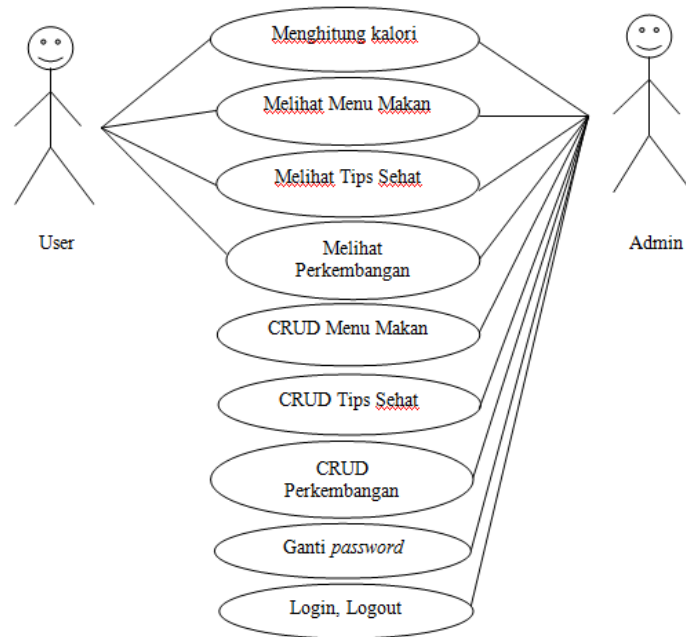 Menghitung kalori
Melihat Menu Makan
Melihat Tips Sehat
User
Melihat
Perkembangan
Admin
CRUD Menu Makan
CRUD Tips Sehat
CRUD
Perkembangan
Ganti password
Login, Logout